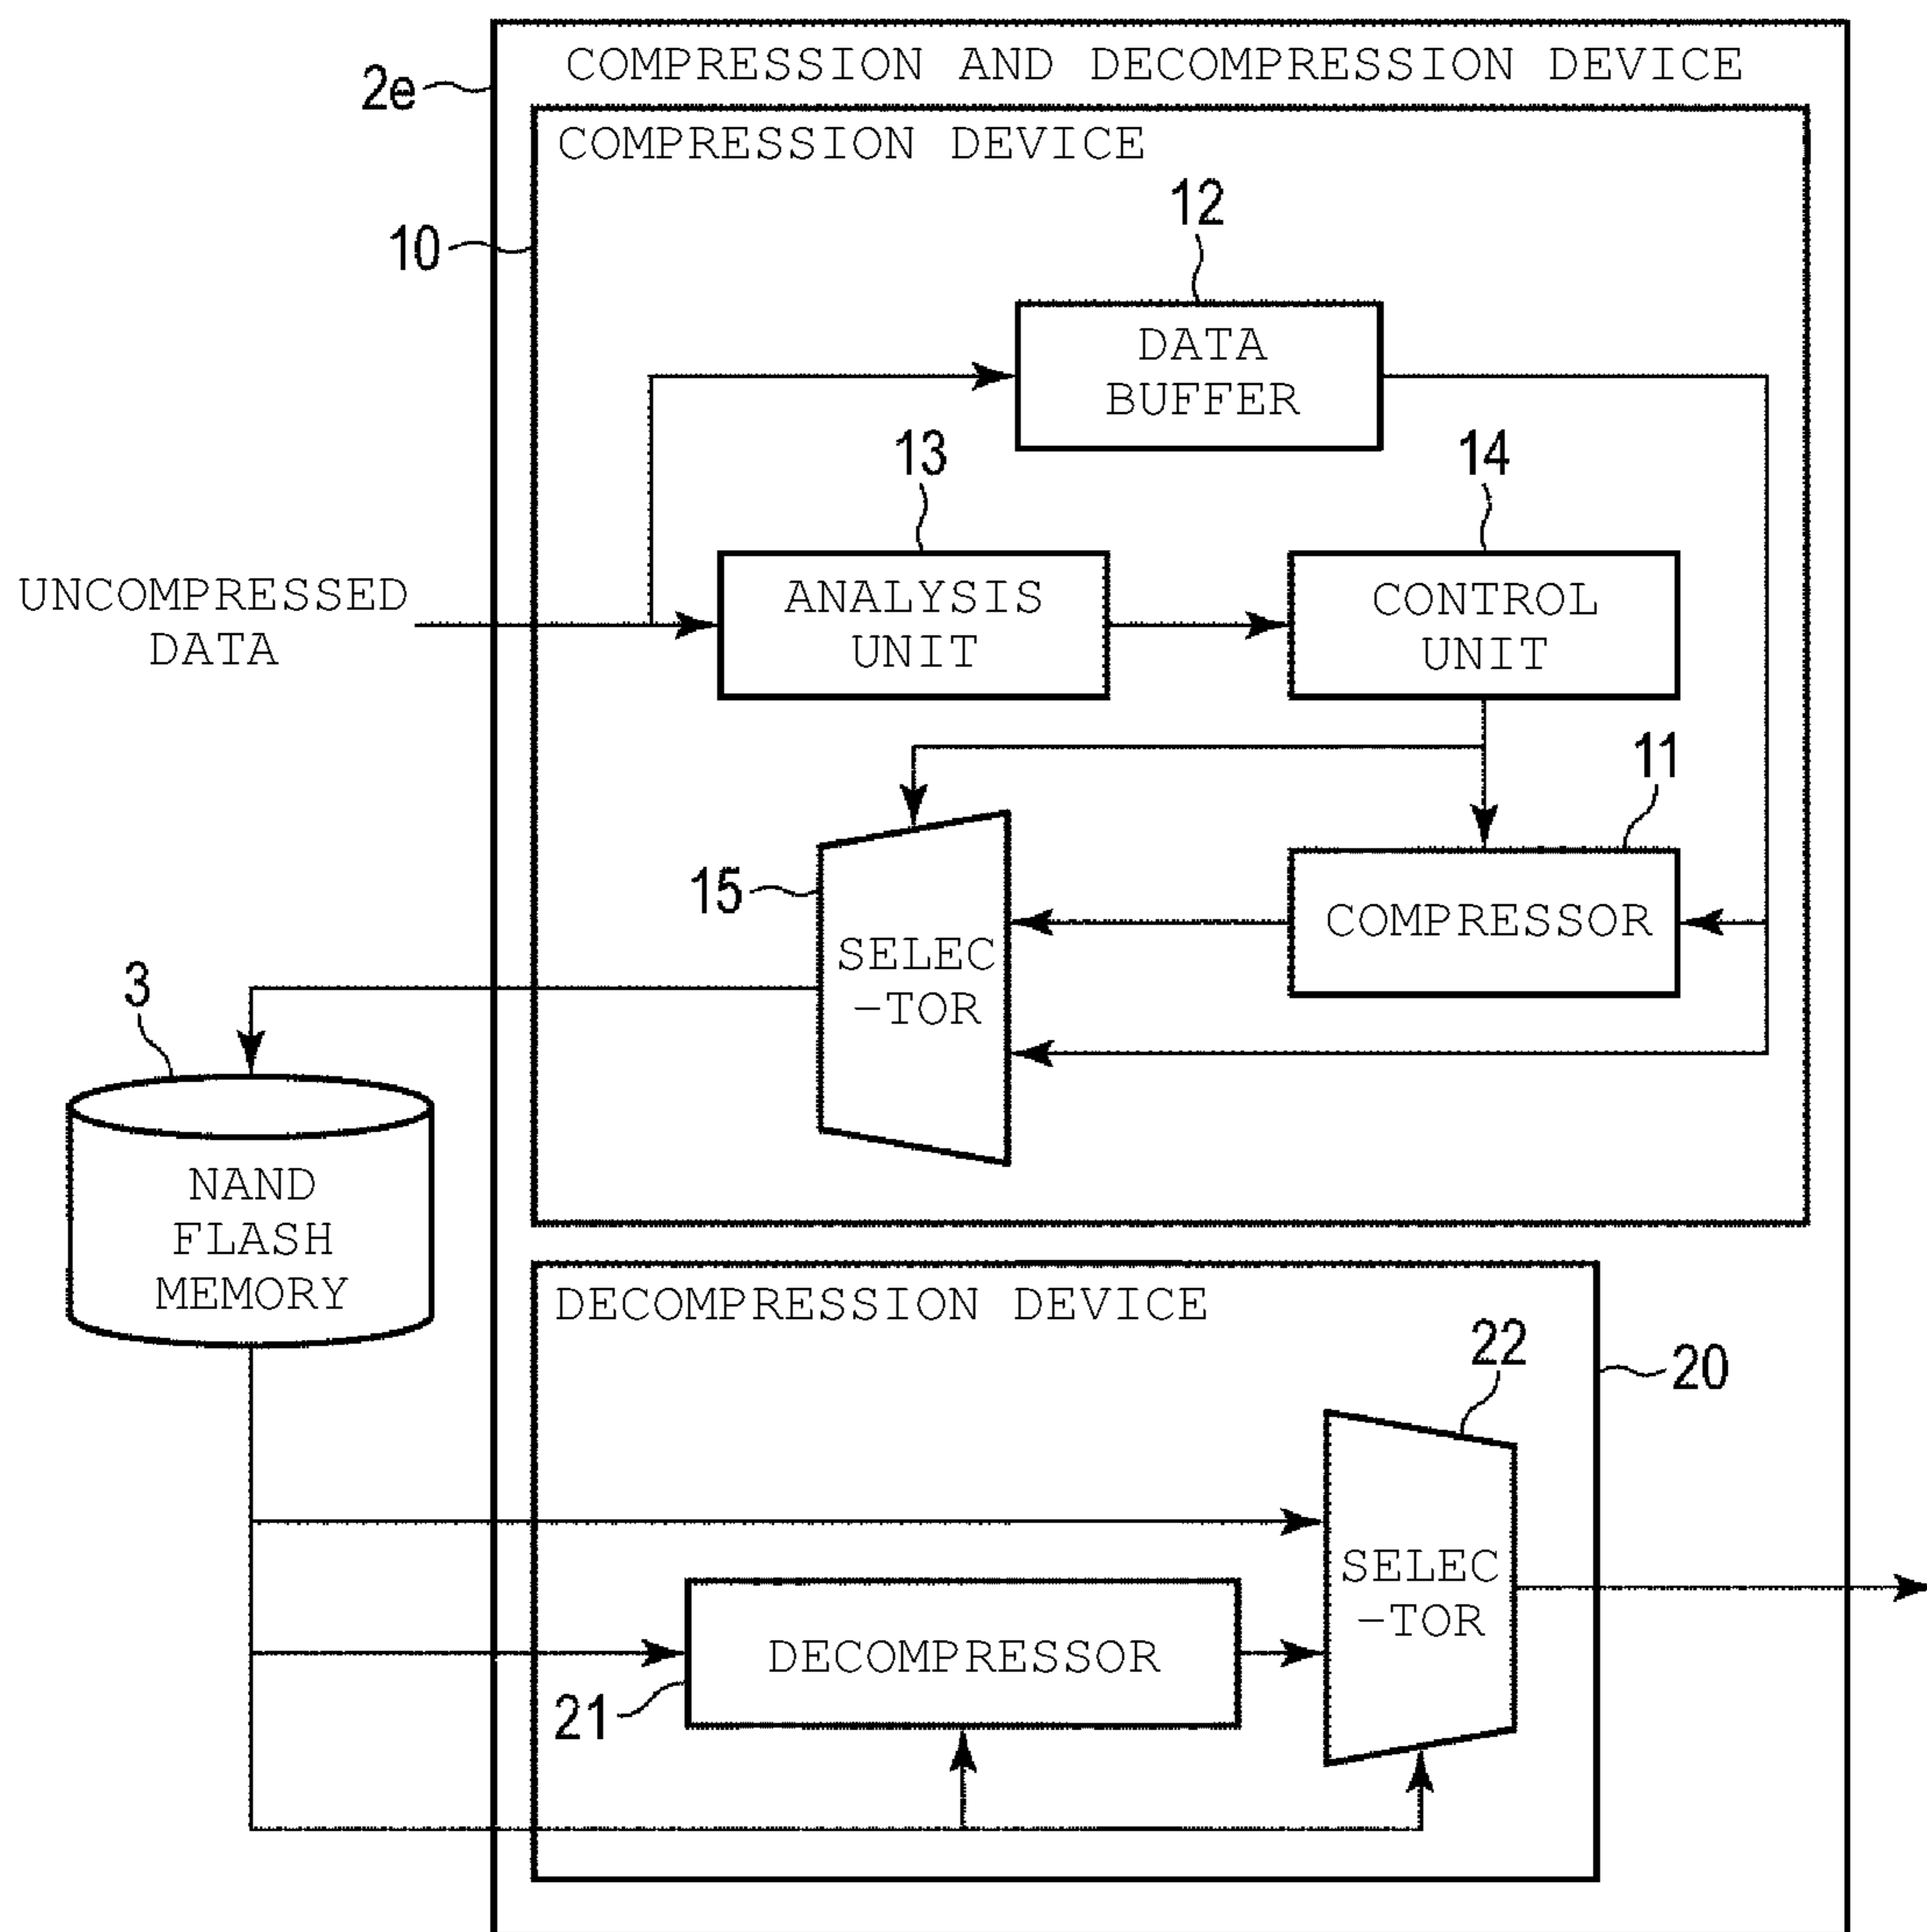 COMPRESSION AND DECOMPRESSION DEVICE
2e
COMPRESSION DEVICE
10
12
DATA
BUFFER
13
14
UNCOMPRESSED
DATA
ANALYSIS
UNIT
CONTROL
UNIT
11
15
COMPRESSOR
SELEC
-TOR
3
NAND
FLASH
MEMORY
DECOMPRESSION DEVICE
22
20
SELEC
-TOR
DECOMPRESSOR
21